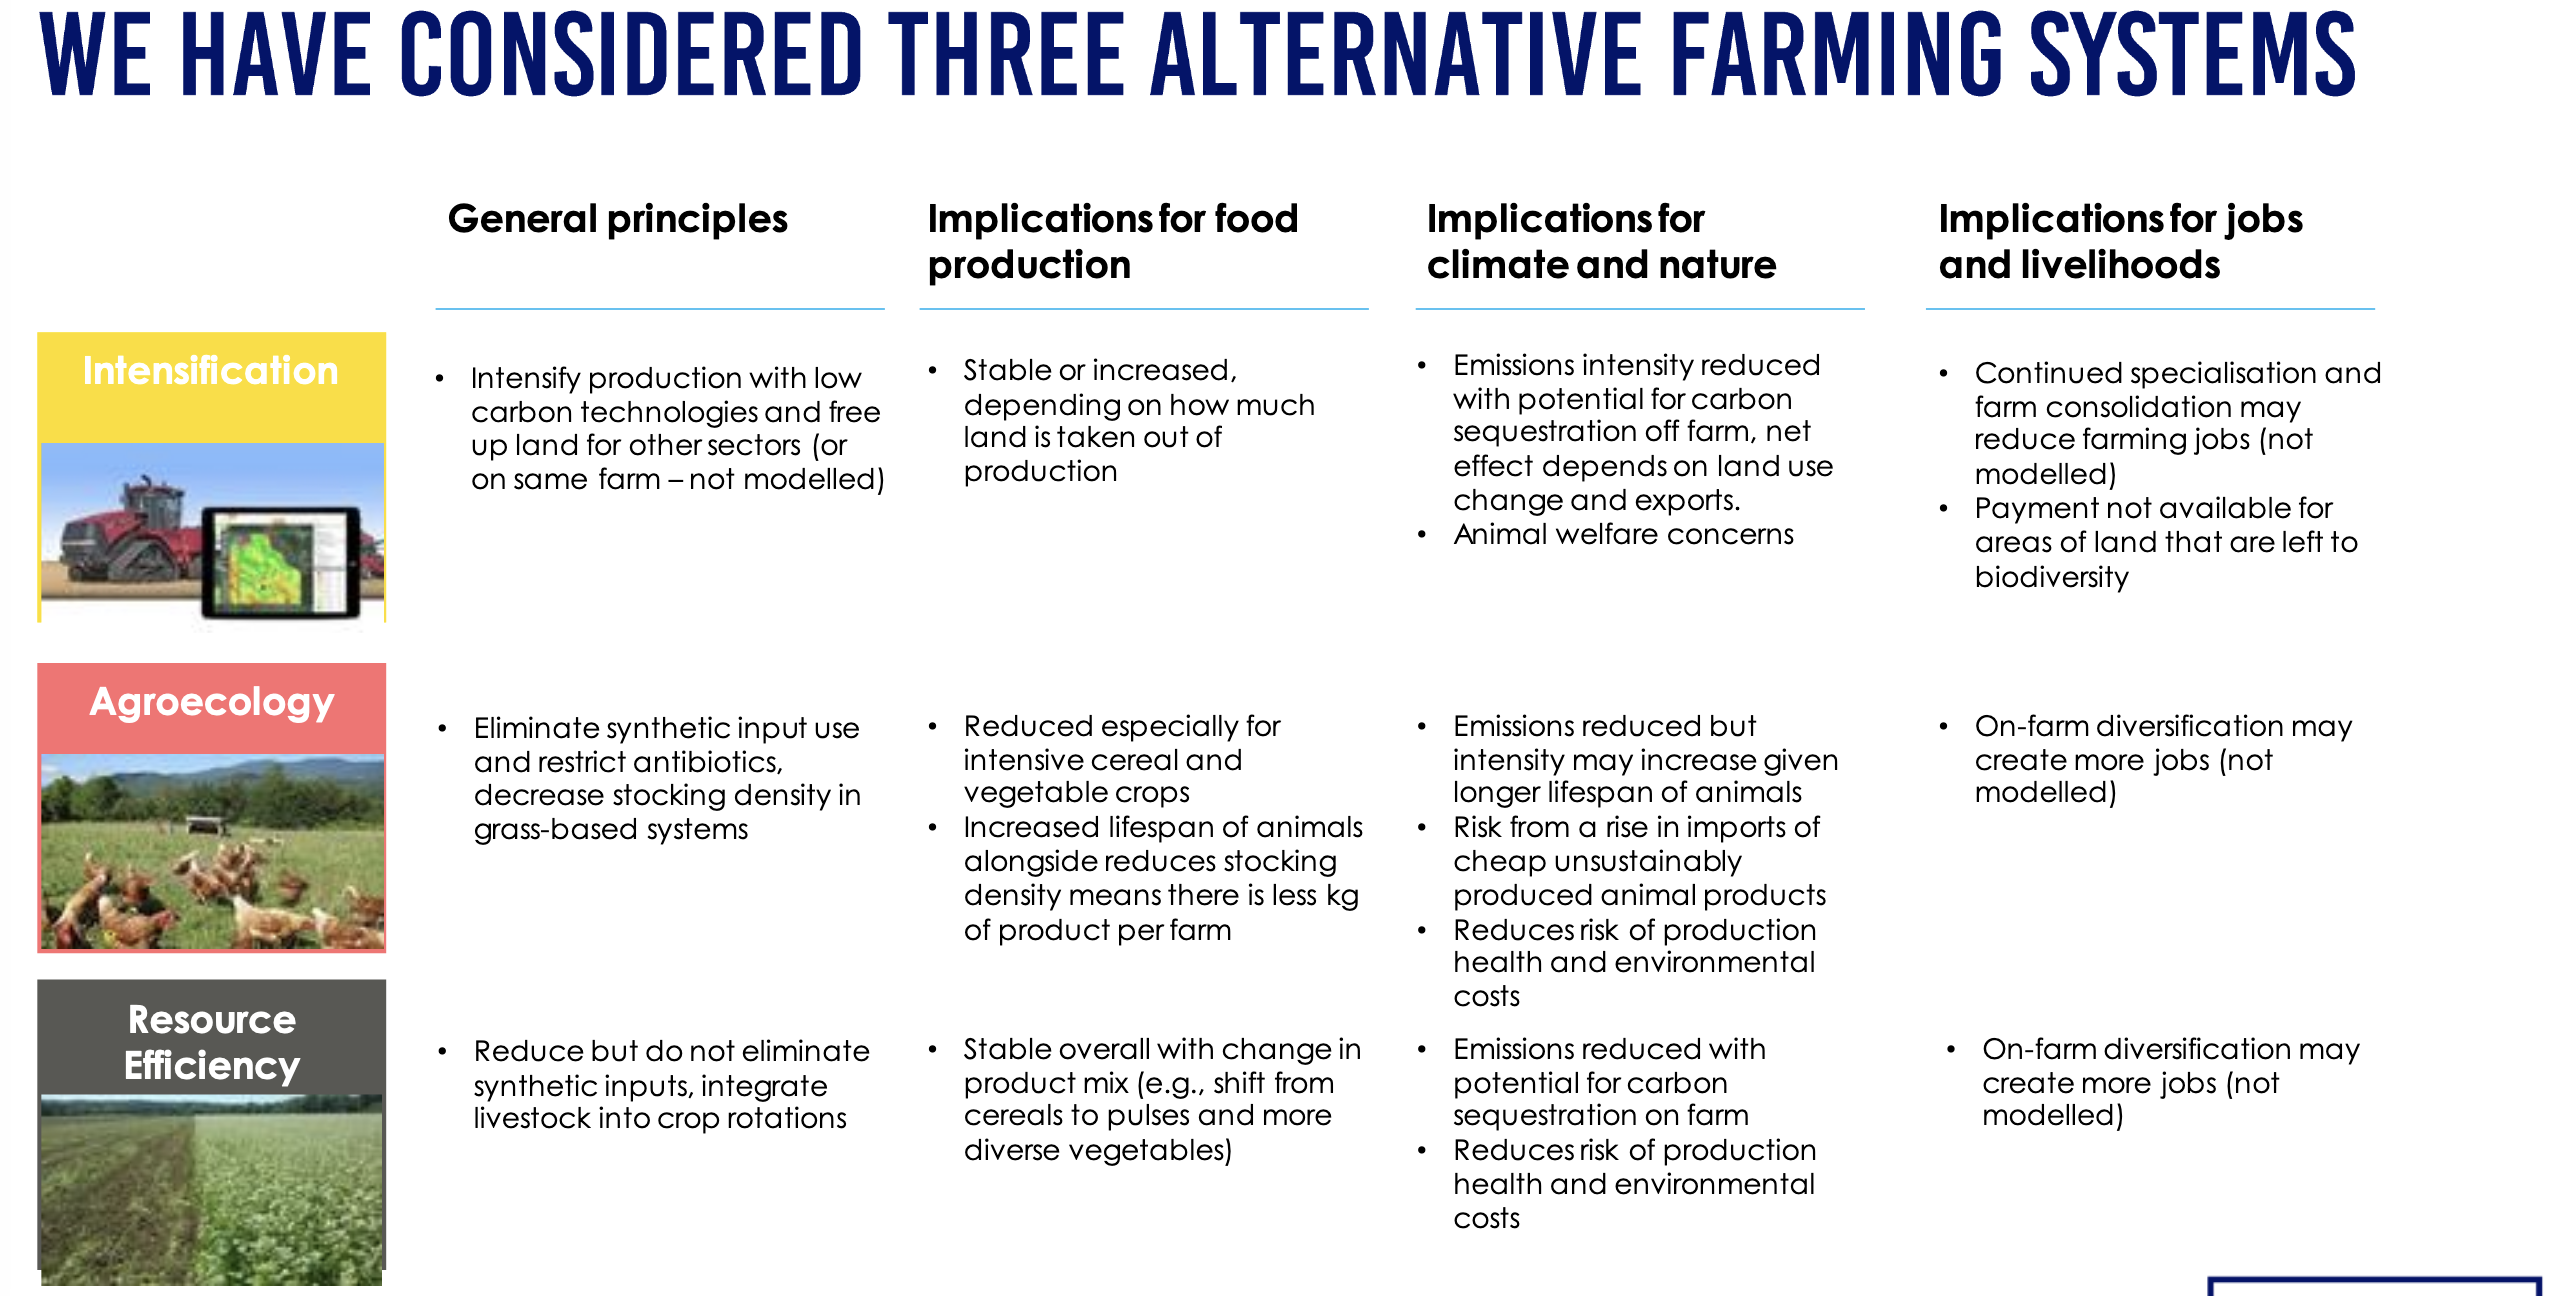 WE HAVE CONSIDERED THREE ALTERNATIVE FARMING SYSTEMS
General principles
Implications for food
production
Implications for
climate and nature
Implications for jobs
and livelihoods
Intensification
• Intensify production with low
carbon technologies and free
up land for other sectors (or
on same farm – not modelled)
• Stable or increased,
depending on how much
land is taken out of
production
• Emissions intensity reduced
with potential for carbon
sequestration off farm, net
effect depends on land use
change and exports.
• Animal welfare concerns
• Continued specialisation and
farm consolidation may
reduce farming jobs (not
modelled)
• Payment not available for
areas of land that are left to
biodiversity
Agroecology
• Eliminate synthetic input use
and restrict antibiotics,
decrease stocking density in
grass-based systems
• Reduced especially for
intensive cereal and
vegetable crops
• Increased lifespan of animals
alongside reduces stocking
density means there is less kg
of product per farm
• Emissions reduced but
intensity may increase given
longer lifespan of animals
• Risk from a rise in imports of
cheap unsustainably
produced animal products
• Reduces risk of production
health and environmental
costs
• On-farm diversification may
create more jobs (not
modelled)
Resource
Efficiency
• Reduce but do not eliminate
synthetic inputs, integrate
livestock into crop rotations
• Stable overall with change in
product mix (e.g., shift from
cereals to pulses and more
diverse vegetables)
• Emissions reduced with
potential for carbon
sequestration on farm
• Reduces risk of production
health and environmental
costs
• On-farm diversification may
create more jobs (not
modelled)